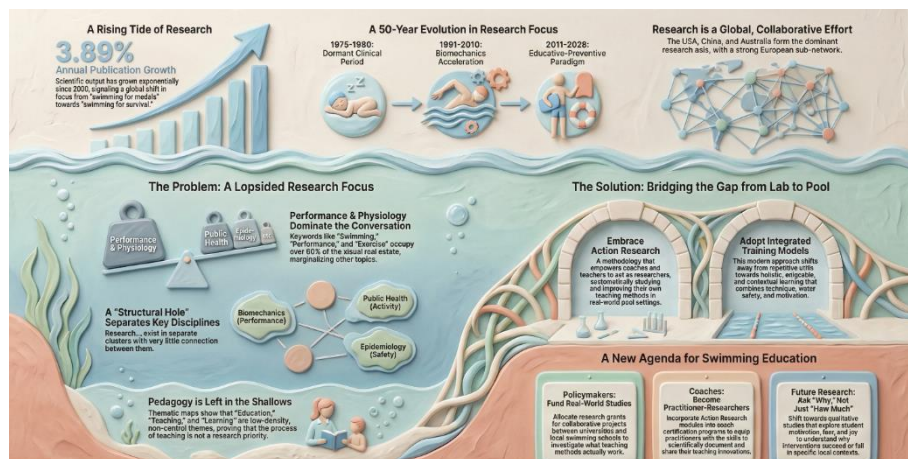 A Rising Tide of Research
3.89%
Annual Publication Growth
Scientific output has grown exponentially
since 2000, signaling a global shift in
focus from "swimming for medals"
towards "swimming for survival."
A 50-Year Evolution in Research Focus
1975-1980:
Dormant Clinical
Period
1991-2010:
Biomechanics
Acceleration
2011-2028:
Educative-Preventive
Paradigm
Research is a Global, Collaborative Effort
The USA, China, and Australia form the dominant
research asis, with a strong European sub-network.
The Problem: A Lopsided Research Focus
Performance
& Physiology
Public
Health
Epide-
miology
Performance & Physiology
Dominate the Conversation
Keywords like "Swimming,"
"Performance," and "Exercise" occupy
over 60% of the visual real estate,
marginalizing other topics.
A "Structural Hole"
Separates Key Disciplines
Research... exist in separate
clusters with very little connection
between them.
Biomechanics
(Performance)
Public Health
(Activity)
Epidemiology
(Safety)
Pedagogy is Left in the Shallows
Thematic maps show that "Education,"
"Teaching," and "Learning" are low-density,
non-central themes, proving that the process
of teaching is not a research priority.
The Solution: Bridging the Gap from Lab to Pool
Embrace
Action Research
A methodology that
empowers coaches and
teachers to act as researchers,
systematically studying
and improving their own
teaching methods in
real-world pool settings.
Adopt Integrated
Training Models
This modern approach shifts
away from repetitive
towards holistic,
and contextual learning that
combines technique, water
safety, and motivation.
A New Agenda for Swimming Education
Policymakers:
Fund Real-World Studies
Allocate research grants
for collaborative projects
between universities and
local swimming schools to
investigate what teaching
methods actually work.
Coaches:
Become
Practitioner-Researchers
Incorporate Action Research
modules into coach
certification programs to equip
practitioners with the skills to
scientifically document and
share their teaching innovations.
Future Research:
Ask "Why," Not
Just "How Much"
Shift towards qualitative
studies that explore student
motivation, fear, and joy
to understand why
interventions succeed or fail
in specific local contexts.